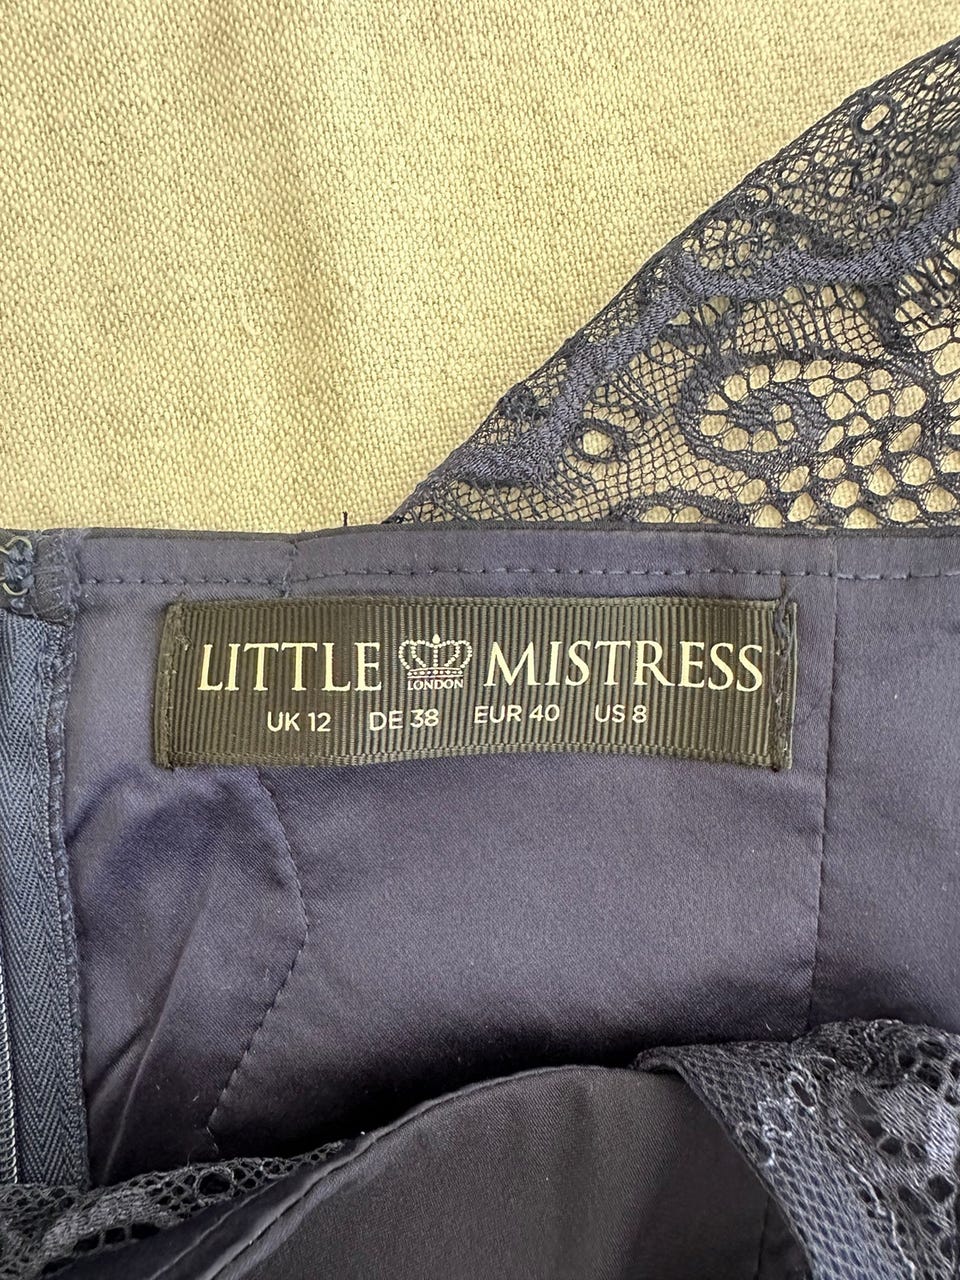 LITTLE LONDON MISTRESS
UK 12 DE 38 EUR 40 US 8